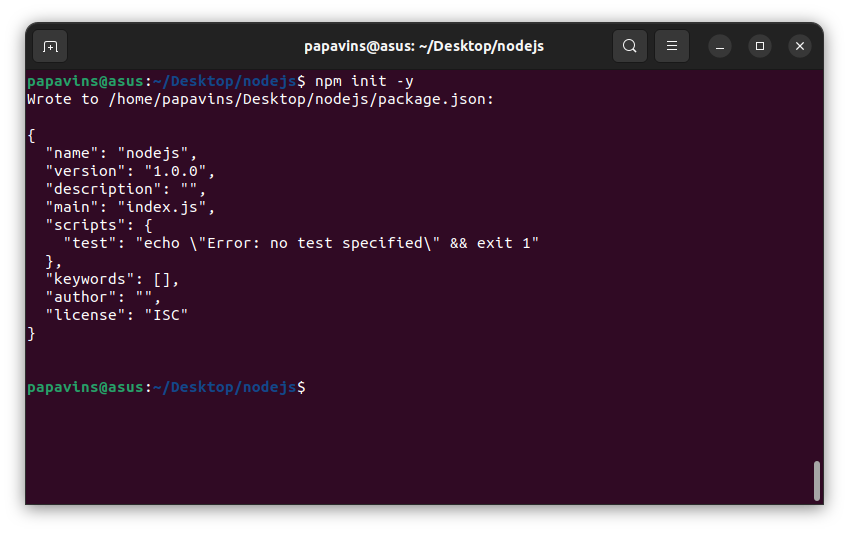 papavins@asus: ~/Desktop/nodejs
papavins@asus:~/Desktop/nodejs$ npm init -y
Wrote to /home/papavins/Desktop/nodejs/package.json:

{
  "name": "nodejs",
  "version": "1.0.0",
  "description": "",
  "main": "index.js",
  "scripts": {
    "test": "echo \"Error: no test specified\" && exit 1"
  },
  "keywords": [],
  "author": "",
  "license": "ISC"
}

papavins@asus:~/Desktop/nodejs$